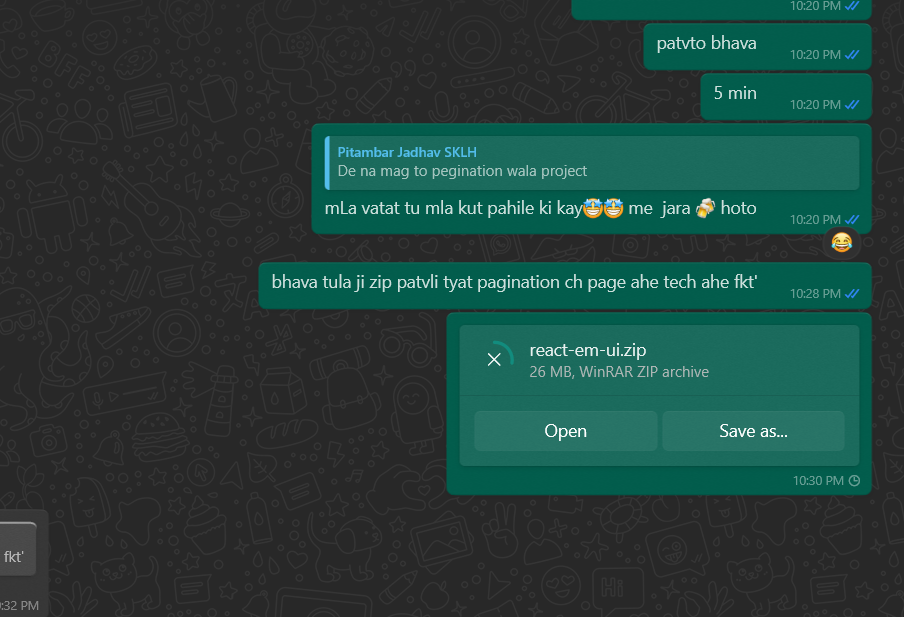 10:20 PM
patvto bhava
10:20 PM
5 min
10:20 PM
Pitambar Jadhav SKLH
De na mag to pegination wala project
mLa vatat tu mla kut pahile ki kay🤩🤩 me  jara 🍻 hoto
10:20 PM
😂
bhava tula ji zip patvli tyat pagination ch page ahe tech ahe fkt'
10:28 PM
react-em-ui.zip
26 MB, WinRAR ZIP archive
Open
Save as...
10:30 PM
fkt'
:32 PM